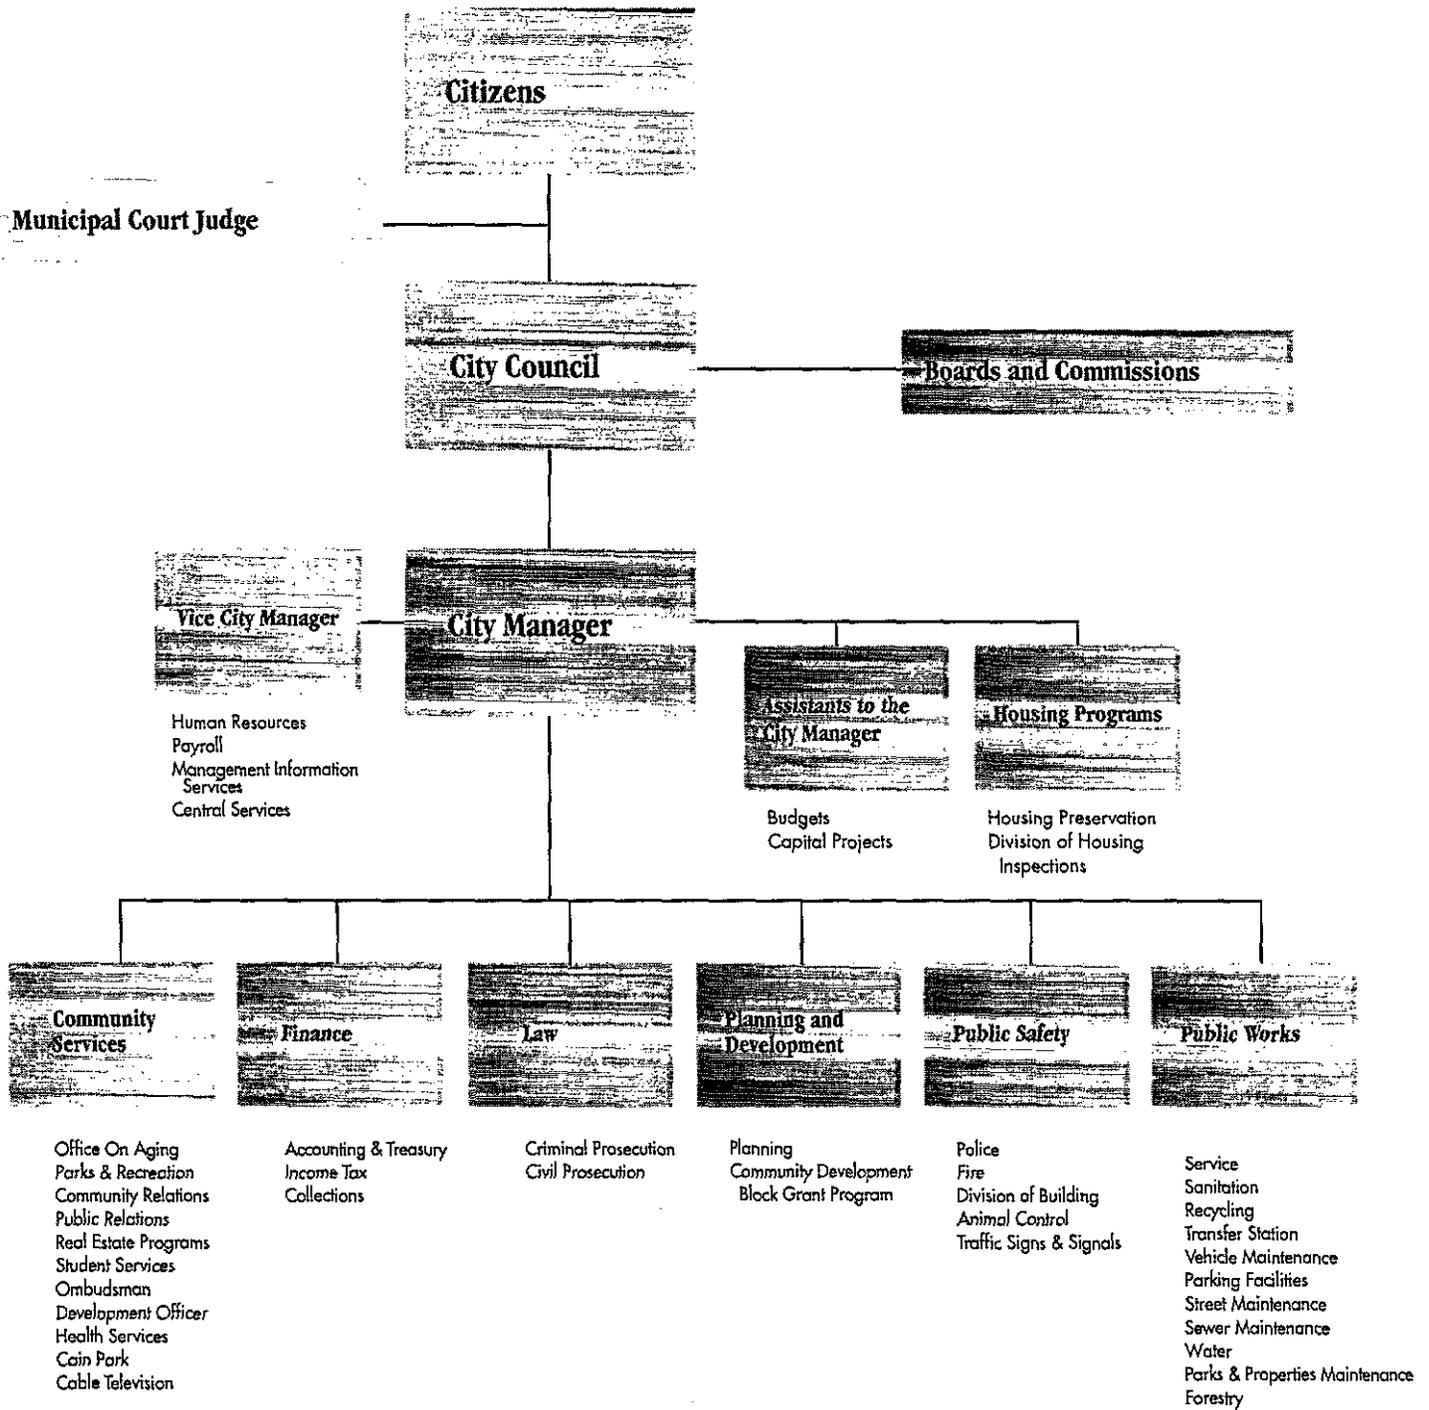 Citizens
Municipal Court Judge
City Council
Boards and Commissions
Vice City Manager
City Manager
Human Resources
Payroll
Management Information
Services
Central Services
Assistants to the
City Manager
Budgets
Capital Projects
Housing Programs
Housing Preservation
Division of Housing
Inspections
Community
Services
Office On Aging
Parks & Recreation
Community Relations
Public Relations
Real Estate Programs
Student Services
Ombudsman
Development Officer
Health Services
Cain Park
Cable Television
Finance
Accounting & Treasury
Income Tax
Collections
Law
Criminal Prosecution
Civil Prosecution
Planning and
Development
Planning
Community Development
Block Grant Program
Public Safety
Police
Fire
Division of Building
Animal Control
Traffic Signs & Signals
Public Works
Service
Sanitation
Recycling
Transfer Station
Vehicle Maintenance
Parking Facilities
Street Maintenance
Sewer Maintenance
Water
Parks & Properties Maintenance
Forestry